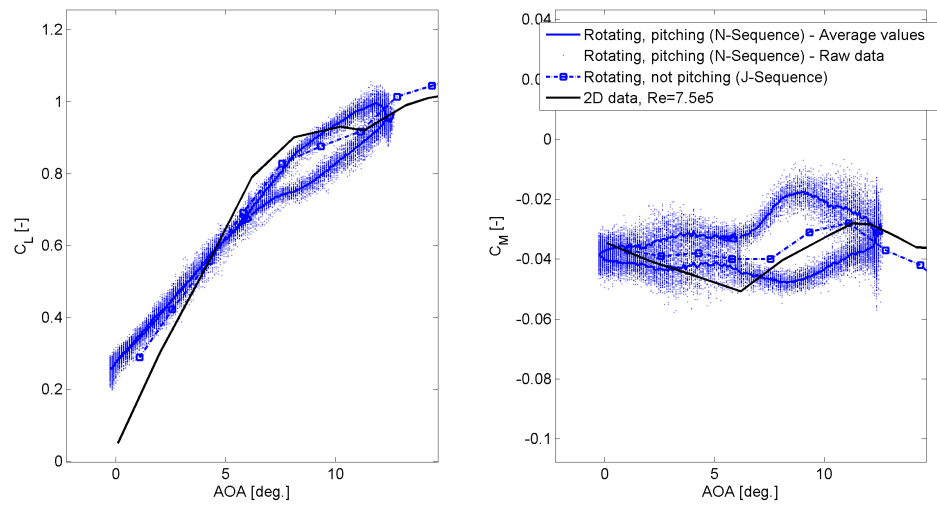 1.2
1
0.8
0.6
0.4
0.2
0
0
5
10
C_L [-]
AOA [deg.]
0.04
0.0
0
-0.02
-0.04
-0.06
-0.08
-0.1
0
5
10
C_M [-]
AOA [deg.]
Rotating, pitching (N-Sequence) - Average values
Rotating, pitching (N-Sequence) - Raw data
Rotating, not pitching (J-Sequence)
2D data, Re=7.5e5